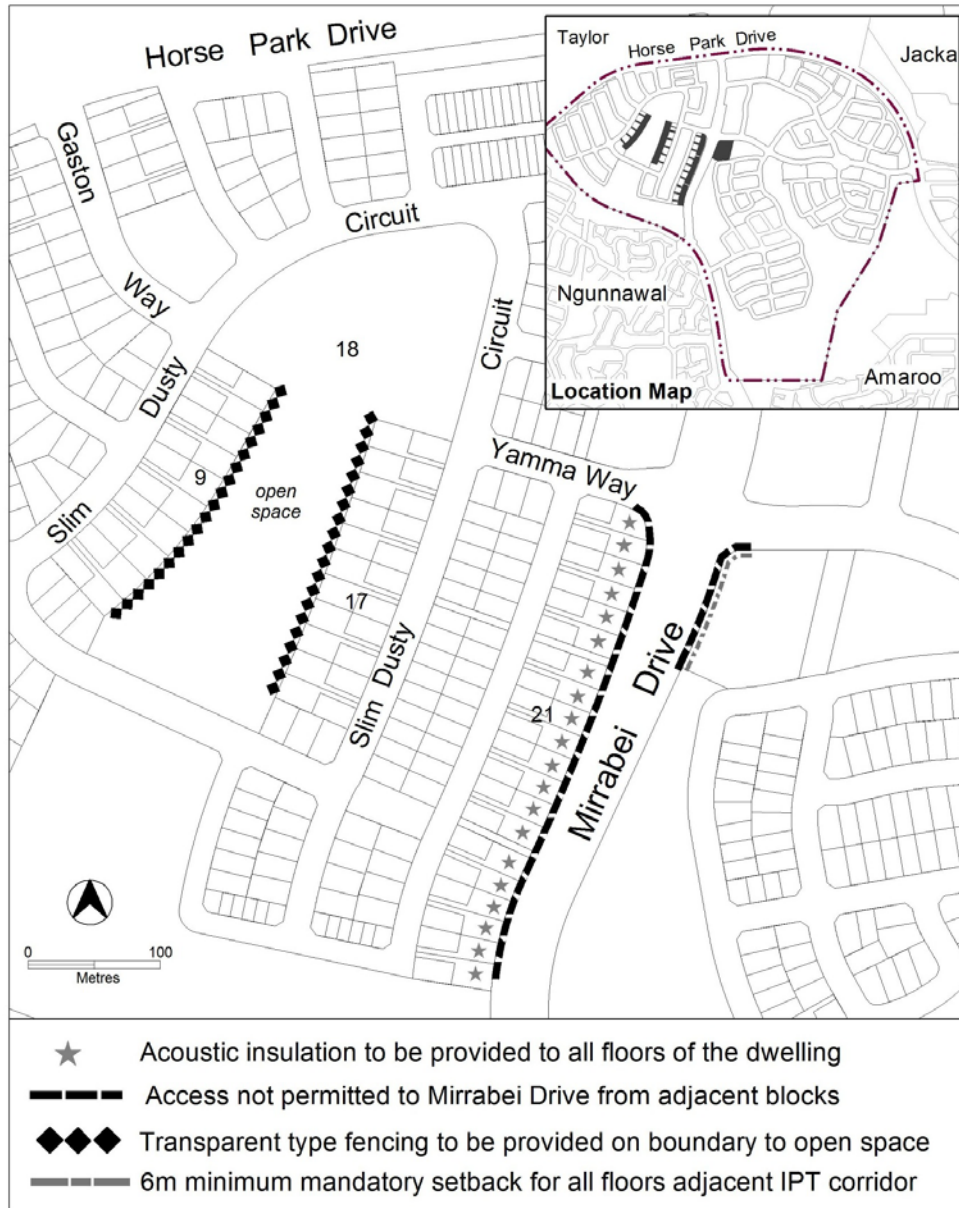 Horse Park Drive
Gaston
Way
Circuit
Circuit
Dusty
Slim
18
9
open
space
17
Slim Dusty
Yamma Way
21
Mirrabei Drive
0 100
Metres
Taylor
Horse Park Drive
Jacka
Ngunnawal
Amaroo
Location Map
Acoustic insulation to be provided to all floors of the dwelling
Access not permitted to Mirrabei Drive from adjacent blocks
Transparent type fencing to be provided on boundary to open space
6m minimum mandatory setback for all floors adjacent IPT corridor